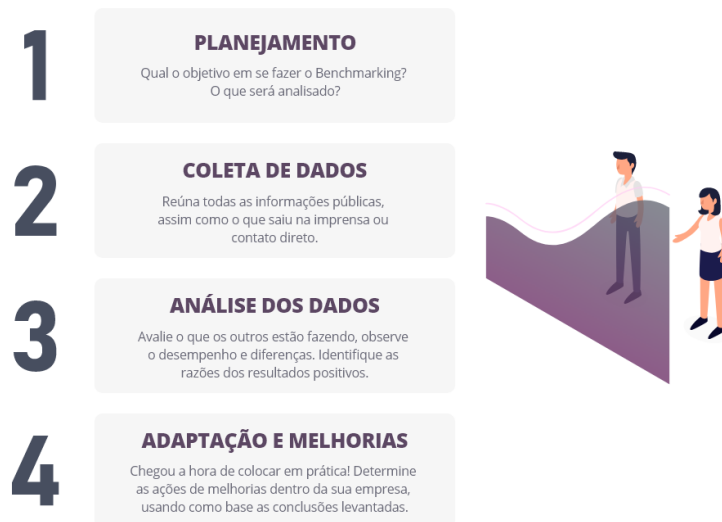 1
PLANEJAMENTO
Qual o objetivo em se fazer o Benchmarking?
O que será analisado?
2
COLETA DE DADOS
Reúna todas as informações públicas,
assim como o que saiu na imprensa ou
contato direto.
3
ANÁLISE DOS DADOS
Avalie o que os outros estão fazendo, observe
o desempenho e diferenças. Identifique as
razões dos resultados positivos.
4
ADAPTAÇÃO E MELHORIAS
Chegou a hora de colocar em prática! Determine
as ações de melhorias dentro da sua empresa,
usando como base as conclusões levantadas.